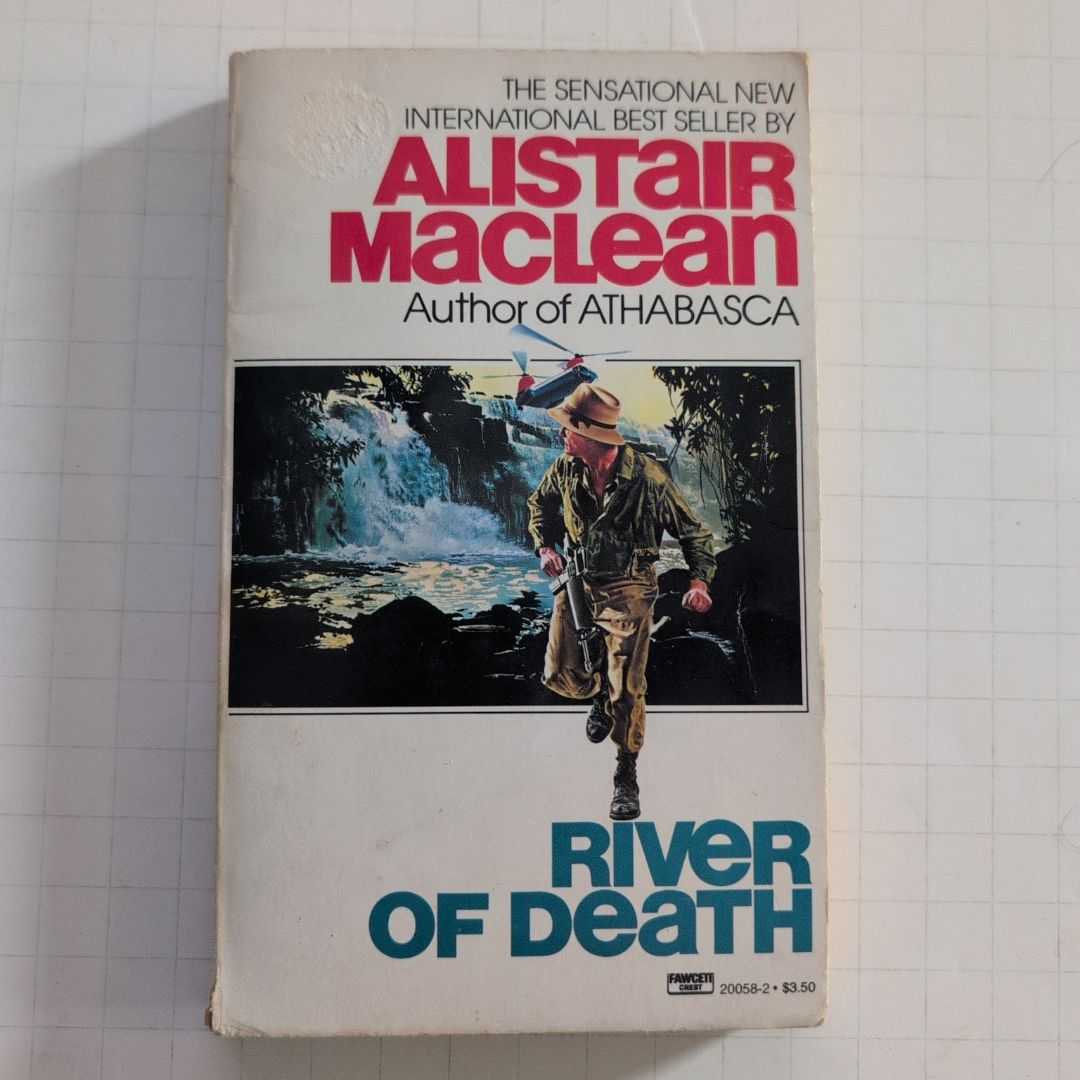 THE SENSATIONAL NEW
INTERNATIONAL BEST SELLER BY
ALISTaIR
MacLean
Author of ATHABASCA
RIVeR
OF DeaTH
FAWCETT
CREST
20058-2 • $3.50